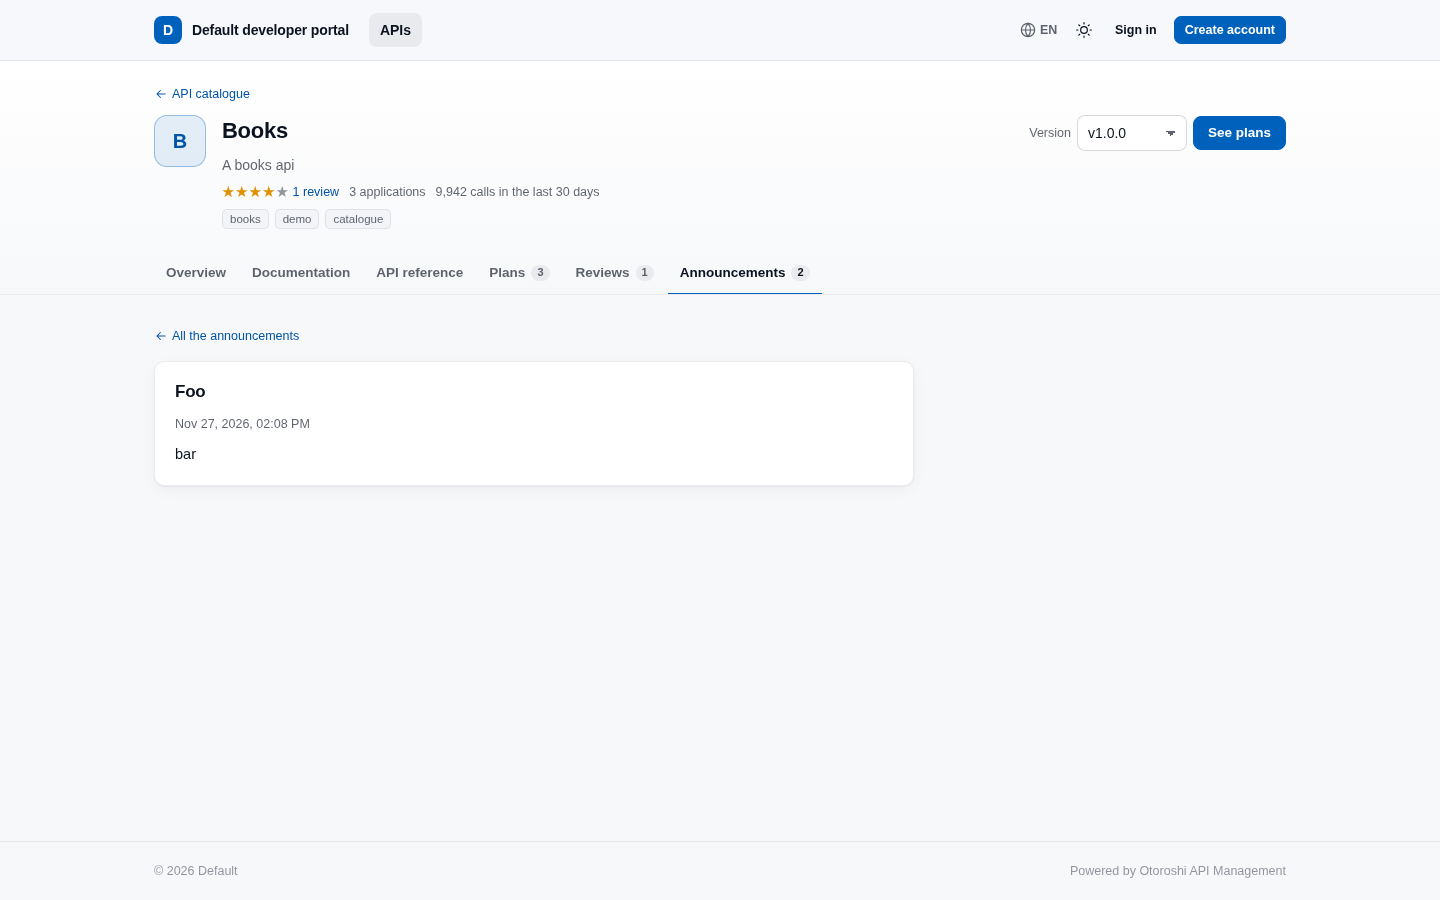 D Default developer portal APIs EN Sign in Create account
← API catalogue
B Books Version v1.0.0 See plans
A books api
★★★★★ 1 review 3 applications 9,942 calls in the last 30 days
books demo catalogue
Overview Documentation API reference Plans 3 Reviews 1 Announcements 2
← All the announcements
Foo
Nov 27, 2026, 02:08 PM
bar
© 2026 Default Powered by Otoroshi API Management